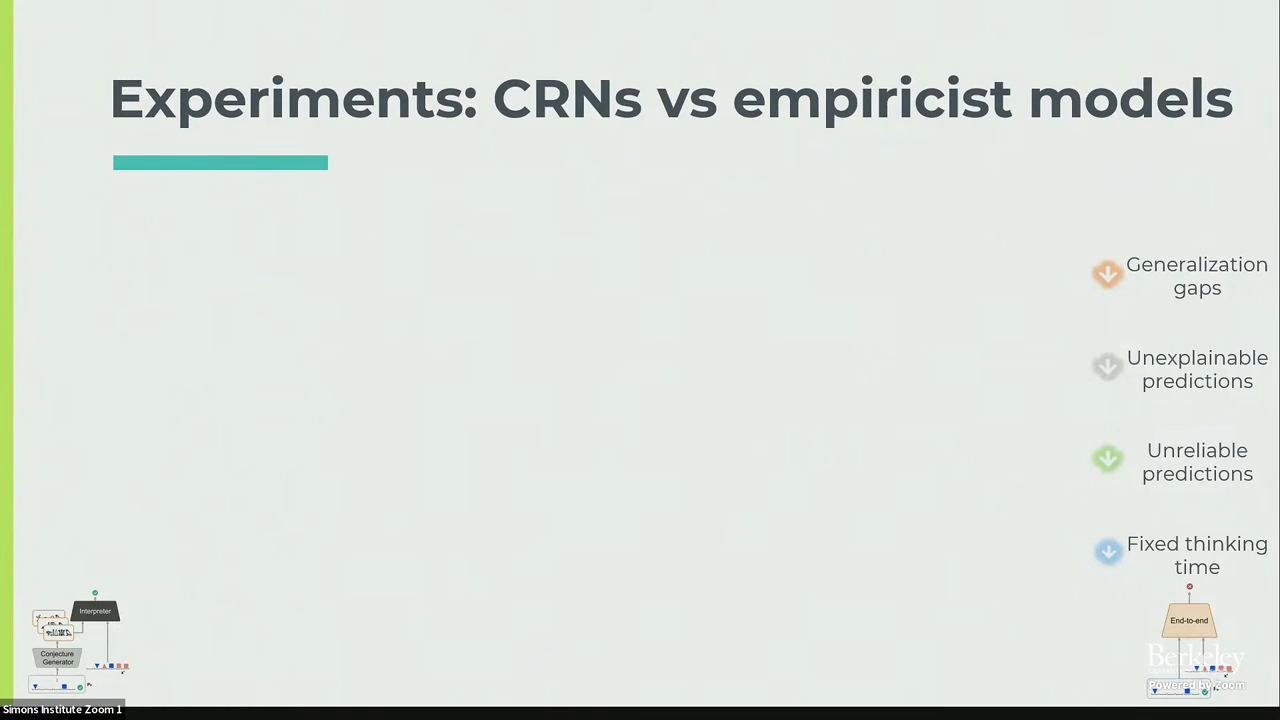 Experiments: CRNs vs empiricist models
Generalization
gaps
Unexplainable
predictions
Unreliable
predictions
Fixed thinking
time
Interpreter
Conjecture
Generator
End-to-end
Berkeley
Powered by Zoom
Simons Institute Zoom 1